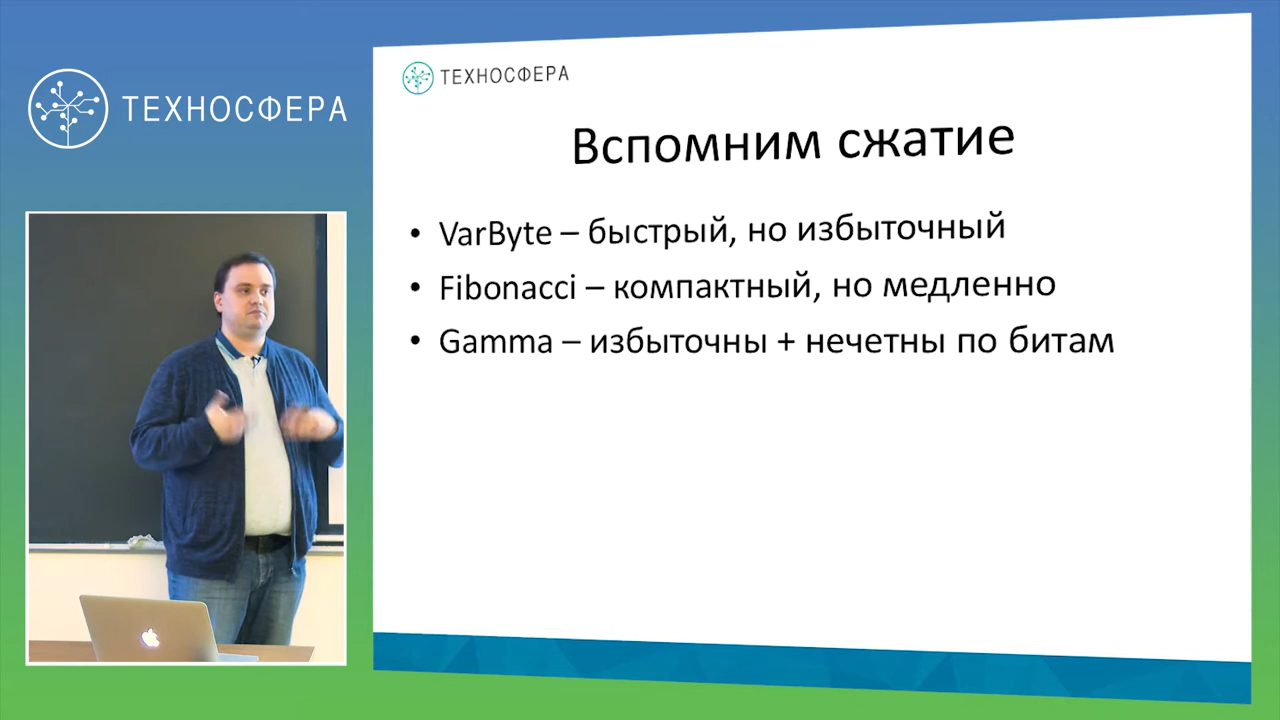 ТЕХНОСФЕРА
ТЕХНОСФЕРА
Вспомним сжатие
• VarByte – быстрый, но избыточный
• Fibonacci – компактный, но медленно
• Gamma – избыточны + нечетны по битам